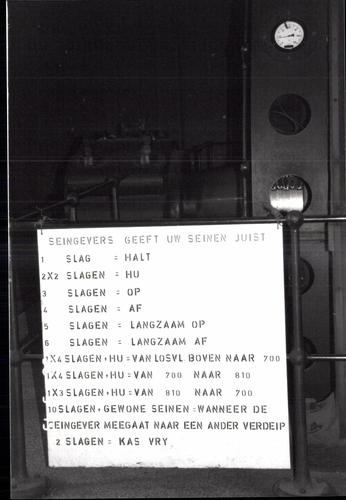 SEINGEVERS GEEFT UW SEINEN JUIST
1 SLAG = HALT
2X2 SLAGEN = HU
3 SLAGEN = OP
4 SLAGEN = AF
5 SLAGEN = LANGZAAM OP
6 SLAGEN = LANGZAAM AF
1X4 SLAGEN + HU = VAN LOSVL BOVEN NAAR 700
1X4 SLAGEN + HU = VAN 700 NAAR 810
1X3 SLAGEN + HU = VAN 810 NAAR 700
10 SLAGEN + GEWONE SEINEN = WANNEER DE
SEINGEVER MEEGAAT NAAR EEN ANDER VERDIEP
2 SLAGEN = KAS VRY